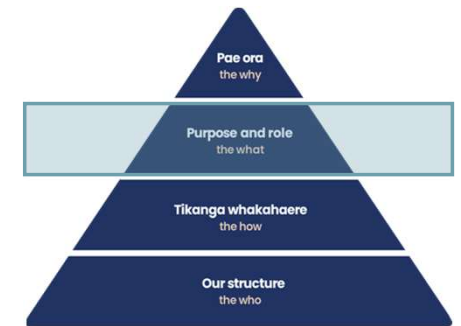 Pae ora
the why
Purpose and role
the what
Tikanga whakahaere
the how
Our structure
the who